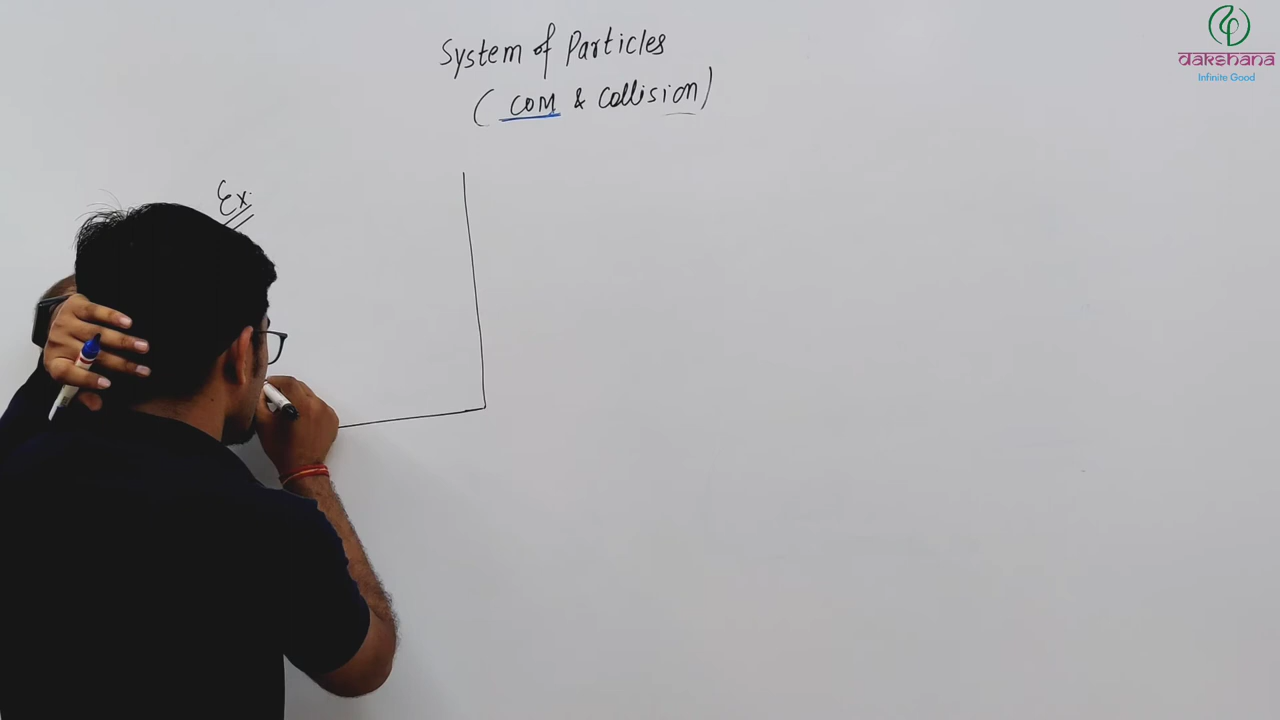 System of Particles
(COM & Collision)
Ex.
dakshana
Infinite Good